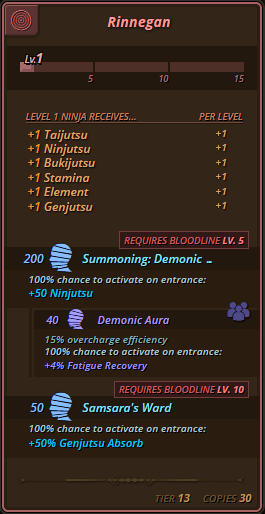 Rinnegan
Lv.1
5 10 15
LEVEL 1 NINJA RECEIVES... PER LEVEL
+1 Taijutsu +1
+1 Ninjutsu +1
+1 Bukijutsu +1
+1 Stamina +1
+1 Element +1
+1 Genjutsu +1
REQUIRES BLOODLINE LV. 5
200 Summoning: Demonic ...
100% chance to activate on entrance:
+50 Ninjutsu
40 Demonic Aura
15% overcharge efficiency
100% chance to activate on entrance:
+4% Fatigue Recovery
REQUIRES BLOODLINE LV. 10
50 Samsara's Ward
100% chance to activate on entrance:
+50% Genjutsu Absorb
TIER 13 COPIES 30